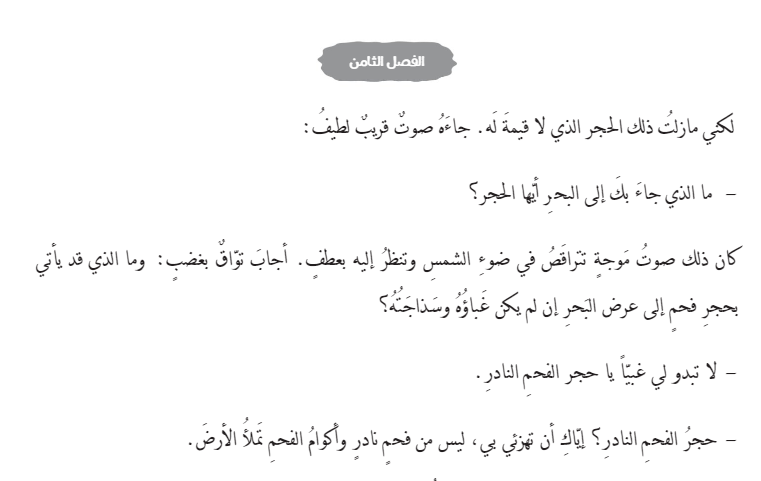 الفصل الثامن
لكني مازلتُ ذلك الحجر الذي لا قيمةَ لَه. جاءَهُ صوتٌ قريبٌ لطيفُ:
– ما الذي جاءَ بكَ إلى البحرِ أيُّها الحجر؟
كان ذلك صوتُ مَوجةٍ تتراقَصُ في ضوءِ الشمسِ وتنظرُ إليه بعطفٍ. أجابَ توّاقٌ بغضبٍ: وما الذي قد يأتي
بحجرِ فحمٍ إلى عرض البَحرِ إن لم يكن غَباؤُهُ وسَذاجَتُهُ؟
– لا تبدو لي غبيّاً يا حجر الفحمِ النادرِ.
– حجرُ الفحمِ النادرِ؟ إيّاكِ أن تهزئي بي، ليس من فحمٍ نادرٍ وأكوامُ الفحمِ تَملأُ الأرضَ.